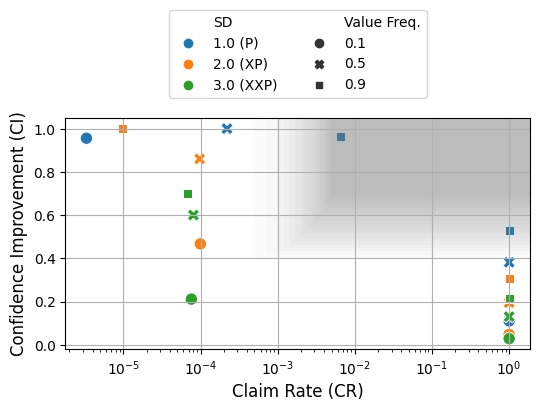 SD
1.0 (P)
2.0 (XP)
3.0 (XXP)
Value Freq.
0.1
0.5
0.9
Confidence Improvement (CI)
1.0
0.8
0.6
0.4
0.2
0.0
10⁻⁵
10⁻⁴
10⁻³
10⁻²
10⁻¹
10⁰
Claim Rate (CR)